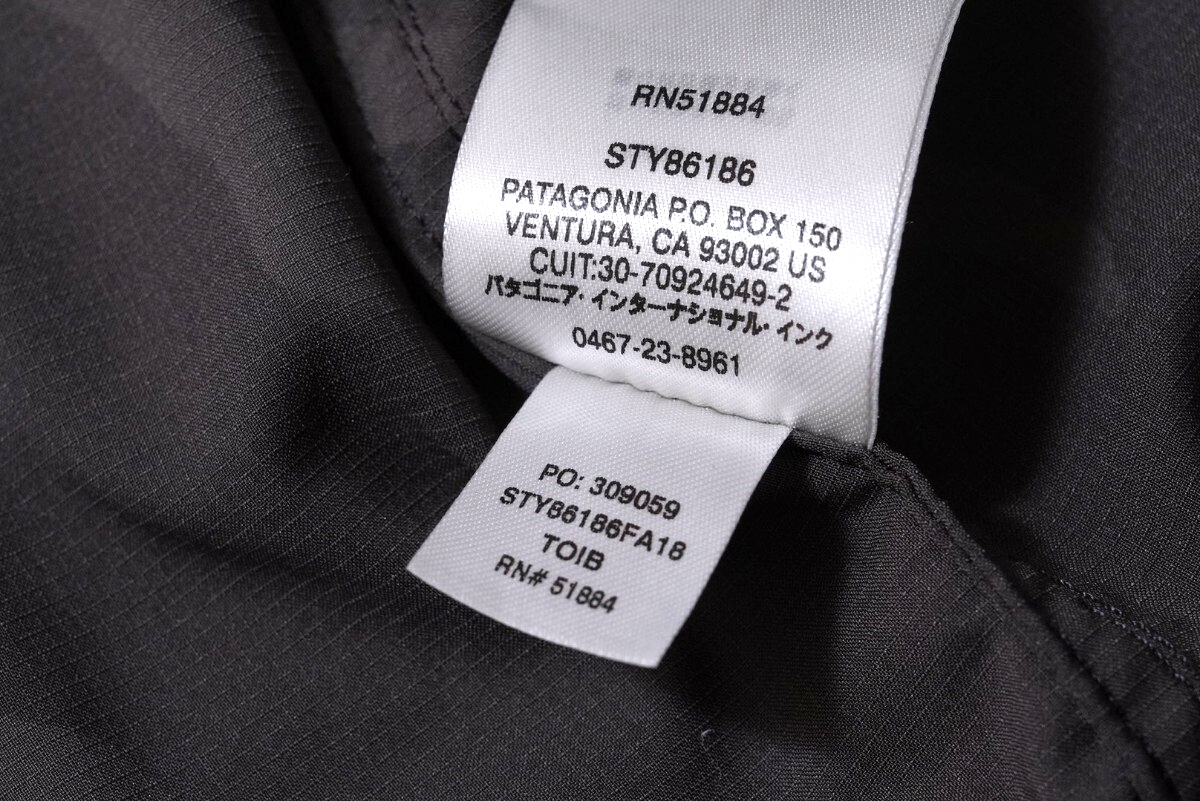 RN51884
STY86186
PATAGONIA P.O. BOX 150
VENTURA, CA 93002 US
CUIT:30-70924649-2
パタゴニア・インターナショナル・インク
0467-23-8961
PO: 309059
STY86186FA18
TOIB
RN# 51884